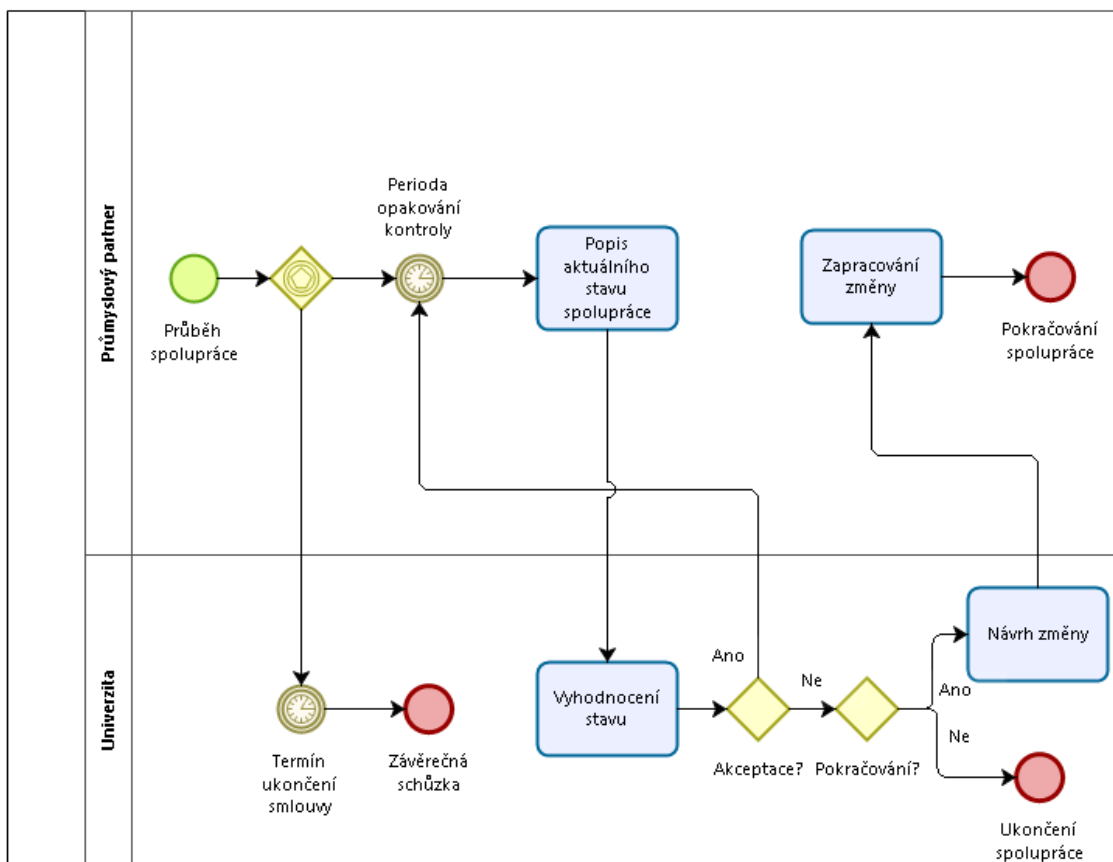 Průmyslový partner
Perioda
opakování
kontroly
Popis
aktuálního
stavu
spolupráce
Zapracování
změny
Průběh
spolupráce
Pokračování
spolupráce
Univerzita
Návrh změny
Ano
Ne
Ano
Vyhodnocení
stavu
Ne
Termín
ukončení
smlouvy
Závěrečná
schůzka
Akceptace?
Pokračování?
Ukončení
spolupráce